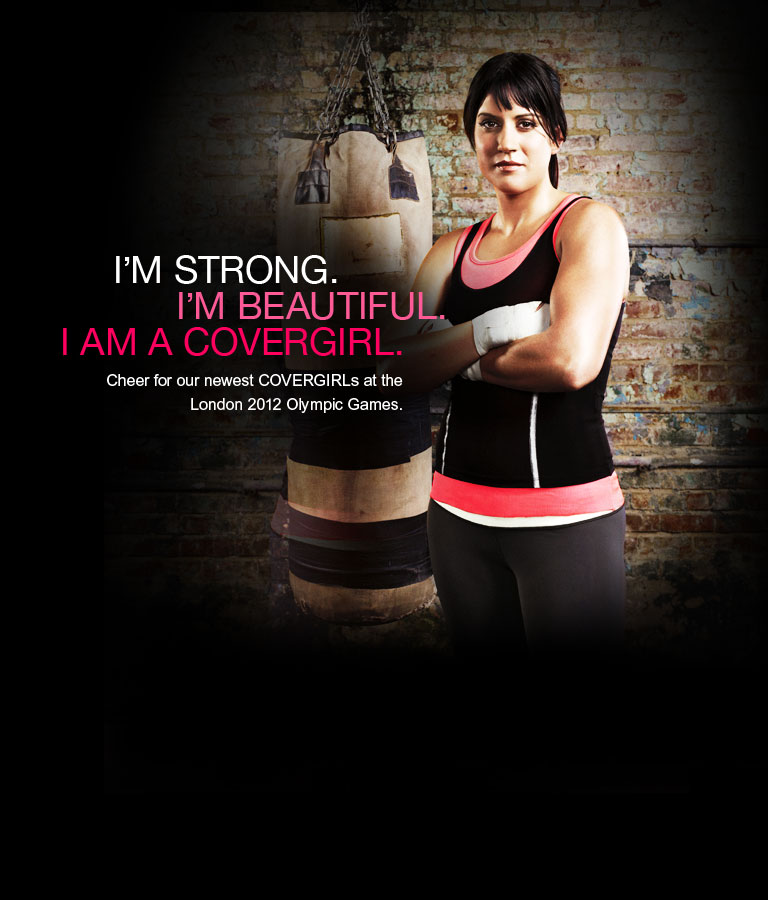 I’M STRONG.
I’M BEAUTIFUL.
I AM A COVERGIRL.
Cheer for our newest COVERGIRLs at the
London 2012 Olympic Games.